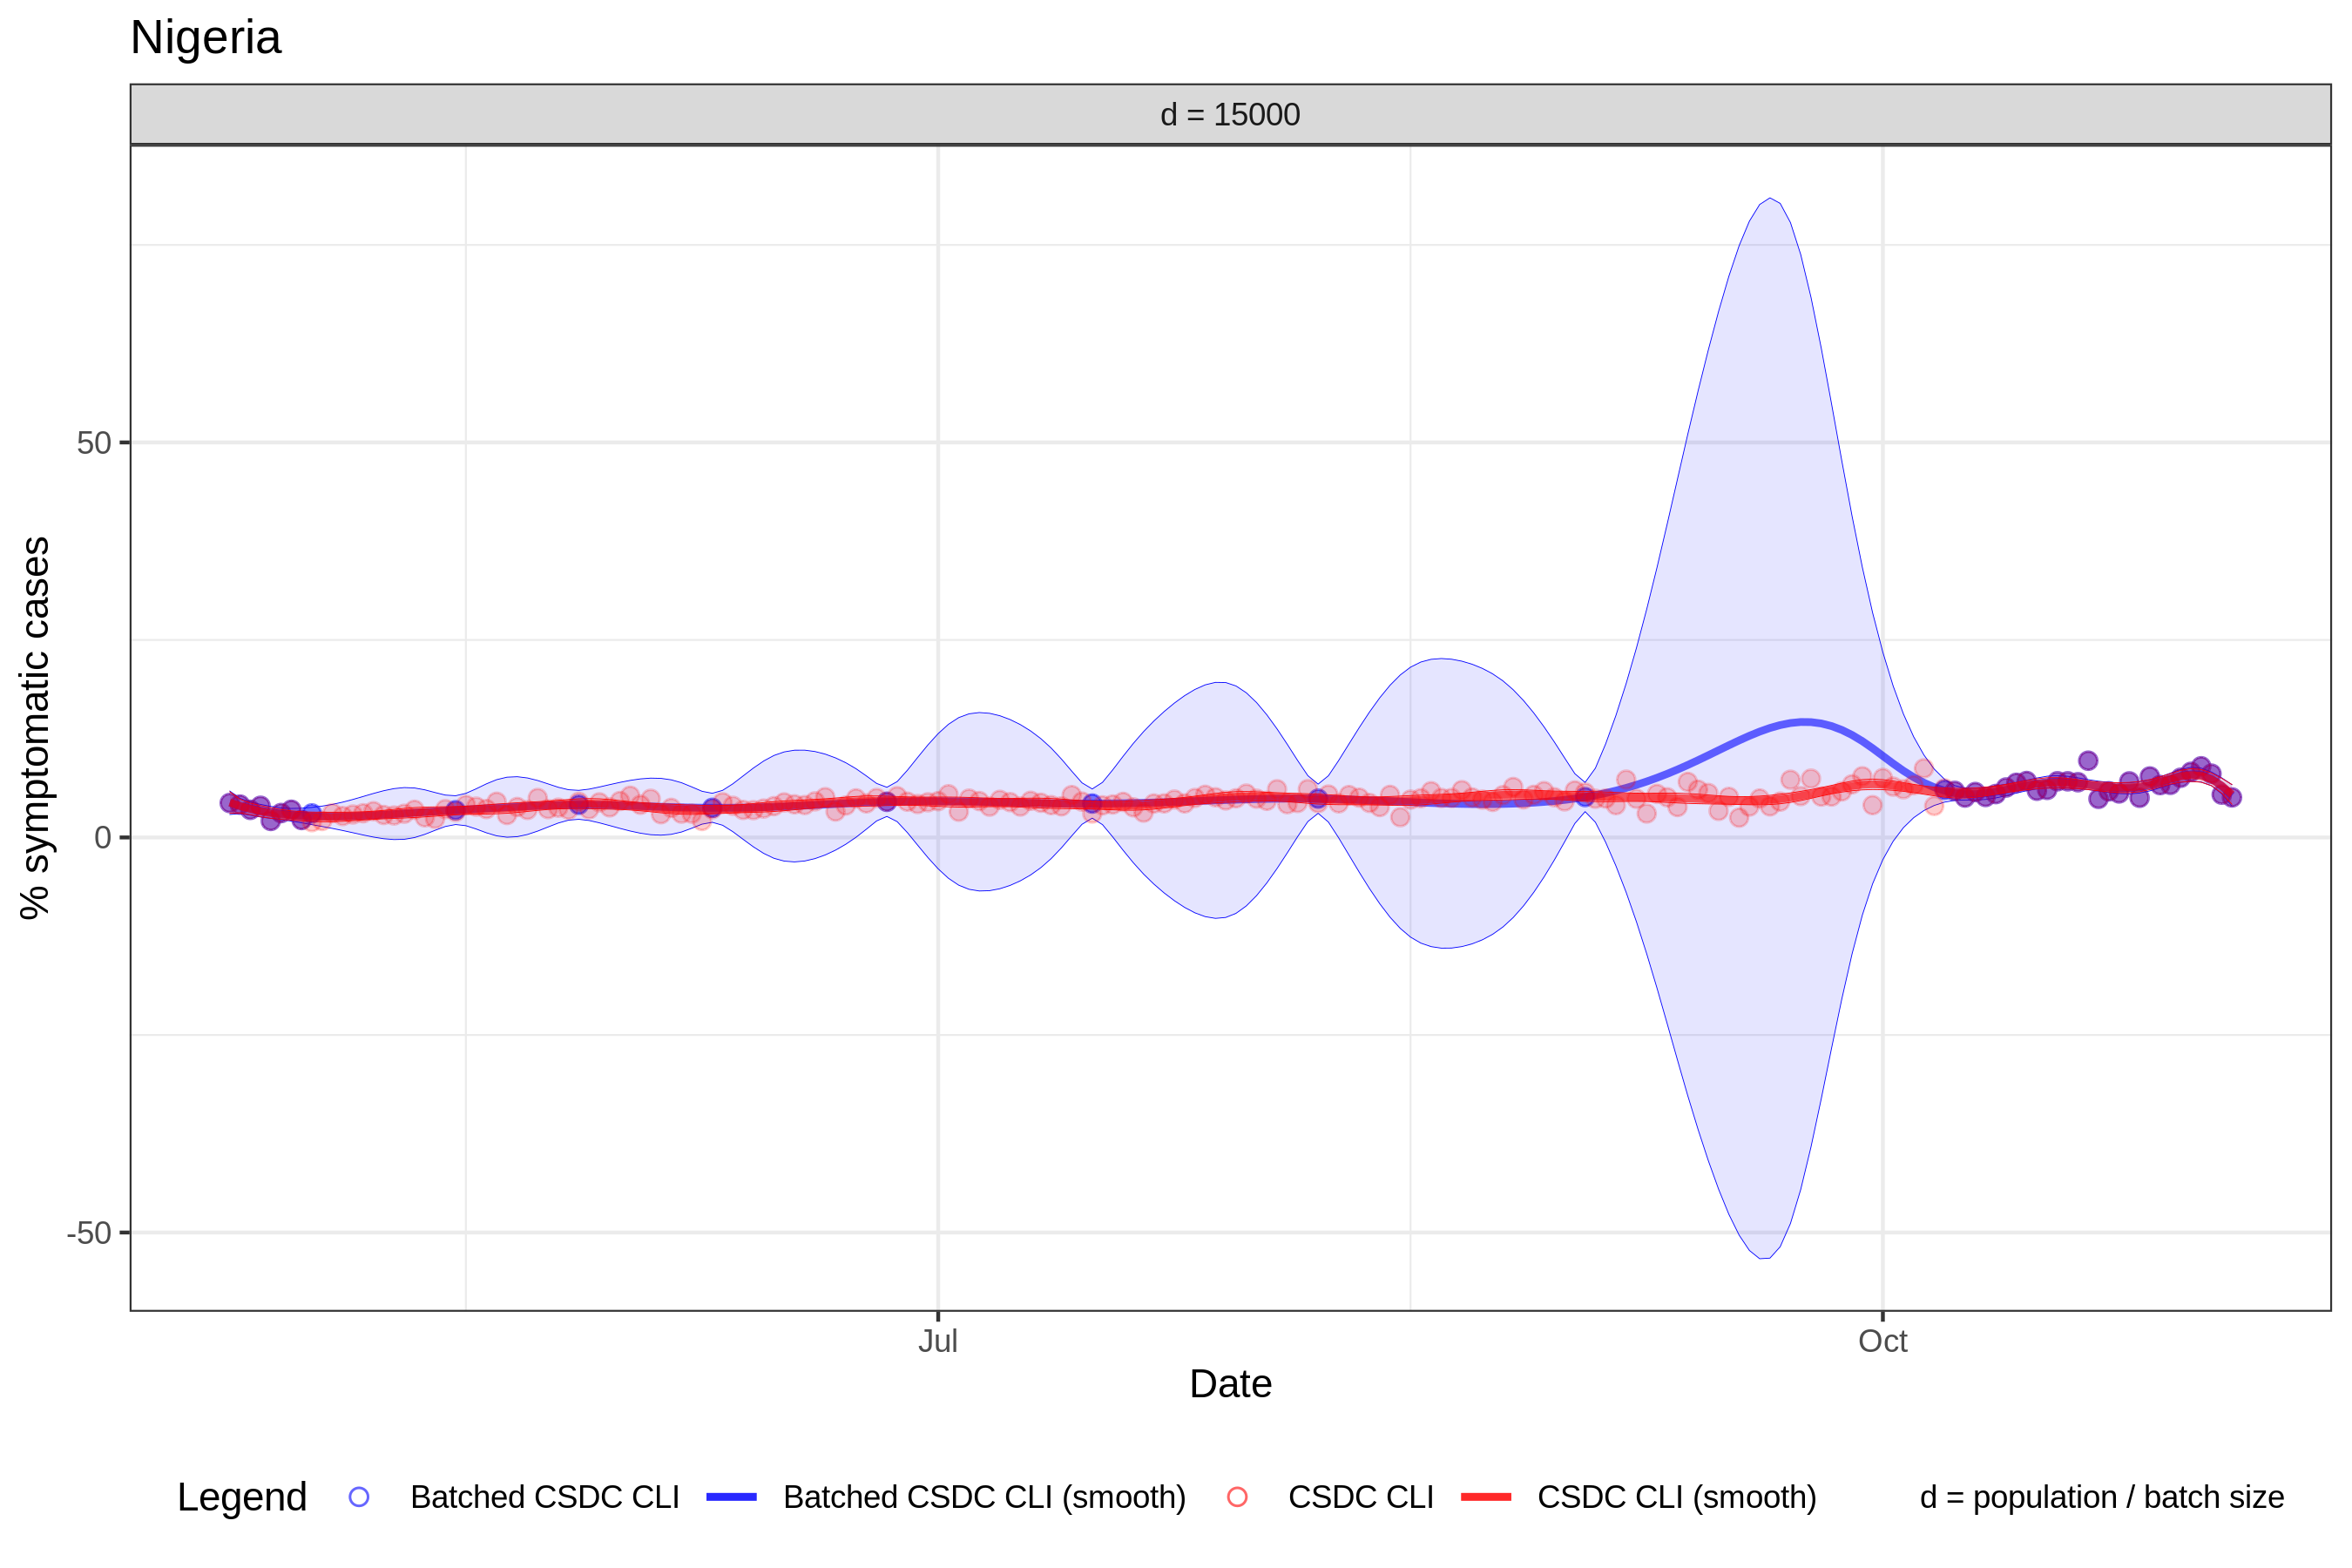 Nigeria
d = 15000
% symptomatic cases
50
0
-50
Jul
Oct
Date
Legend
Batched CSDC CLI
Batched CSDC CLI (smooth)
CSDC CLI
CSDC CLI (smooth)
d = population / batch size